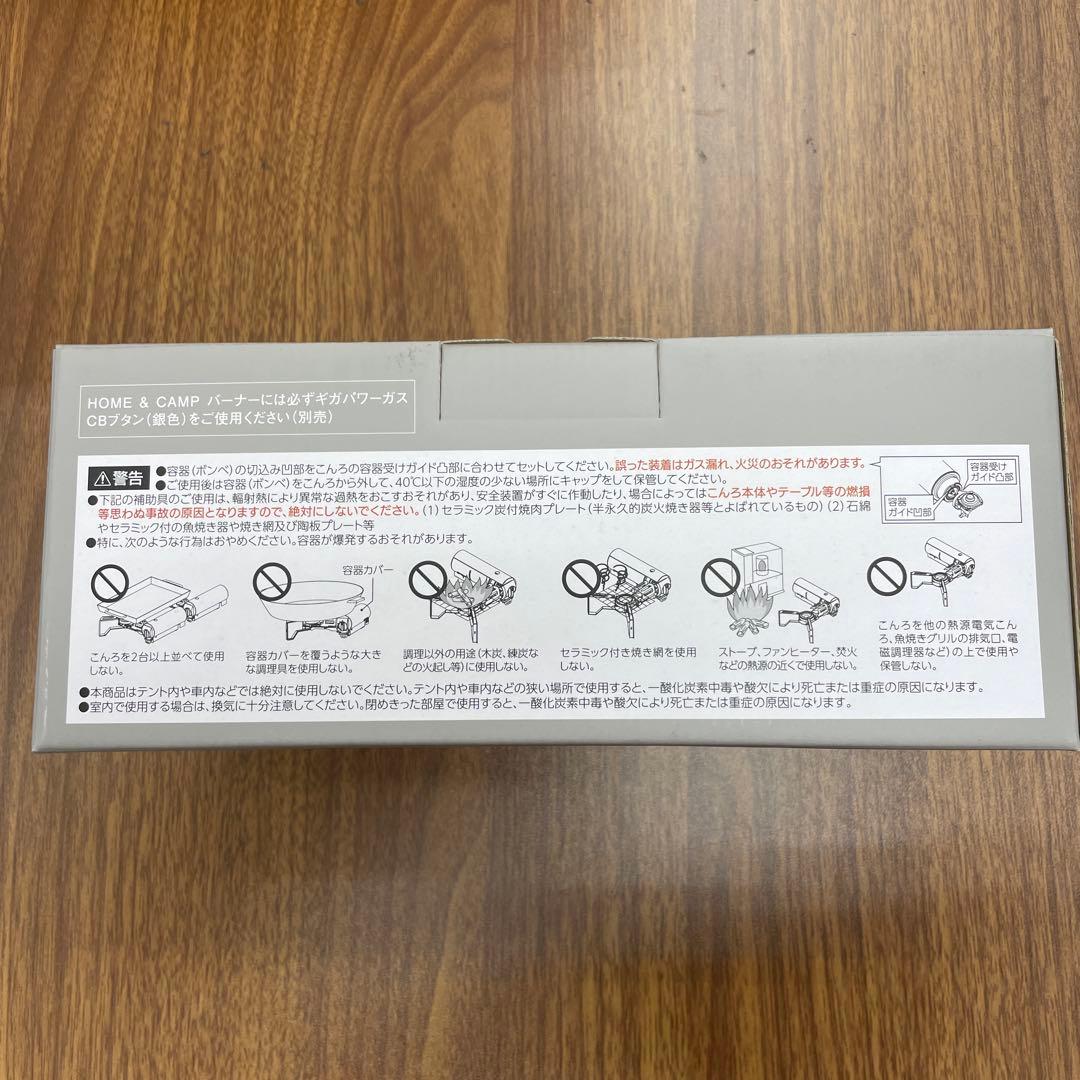 HOME & CAMP バーナーには必ずギガパワーガス
CBブタン(銀色)をご使用ください(別売)
警告
●容器(ボンベ)の切込み凹部をこんろの容器受けガイド凸部に合わせてセットしてください。誤った装着はガス漏れ、火災のおそれがあります。
●ご使用後は容器(ボンベ)をこんろから外して、40℃以下の湿度の少ない場所にキャップをして保管してください。
●下記の補助具のご使用は、輻射熱により異常な過熱をおこすおそれがあり、安全装置がすぐに作動したり、場合によってはこんろ本体やテーブル等の燃損
等思わぬ事故の原因となりますので、絶対にしないでください。(1)セラミック炭付焼肉プレート(半永久的炭火焼き器等とよばれているもの)(2)石綿
やセラミック付の魚焼き器や焼き網及び陶板プレート等
●特に、次のような行為はおやめください。容器が爆発するおそれがあります。
容器受け
ガイド凸部
容器
ガイド凹部
容器カバー
こんろを2台以上並べて使用
しない。
容器カバーを覆うような大き
な調理具を使用しない。
調理以外の用途(木炭、練炭な
どの火起し等)に使用しない。
セラミック付き焼き網を使用
しない。
ストーブ、ファンヒーター、焚火
などの熱源の近くで使用しない。
こんろを他の熱源電気こん
ろ、魚焼きグリルの排気口、電
磁調理器など)の上で使用や
保管しない。
●本商品はテント内や車内などでは絶対に使用しないでください。テント内や車内などの狭い場所で使用すると、一酸化炭素中毒や酸欠により死亡または重症の原因になります。
●室内で使用する場合は、換気に十分注意してください。閉めきった部屋で使用すると、一酸化炭素中毒や酸欠により死亡または重症の原因になります。